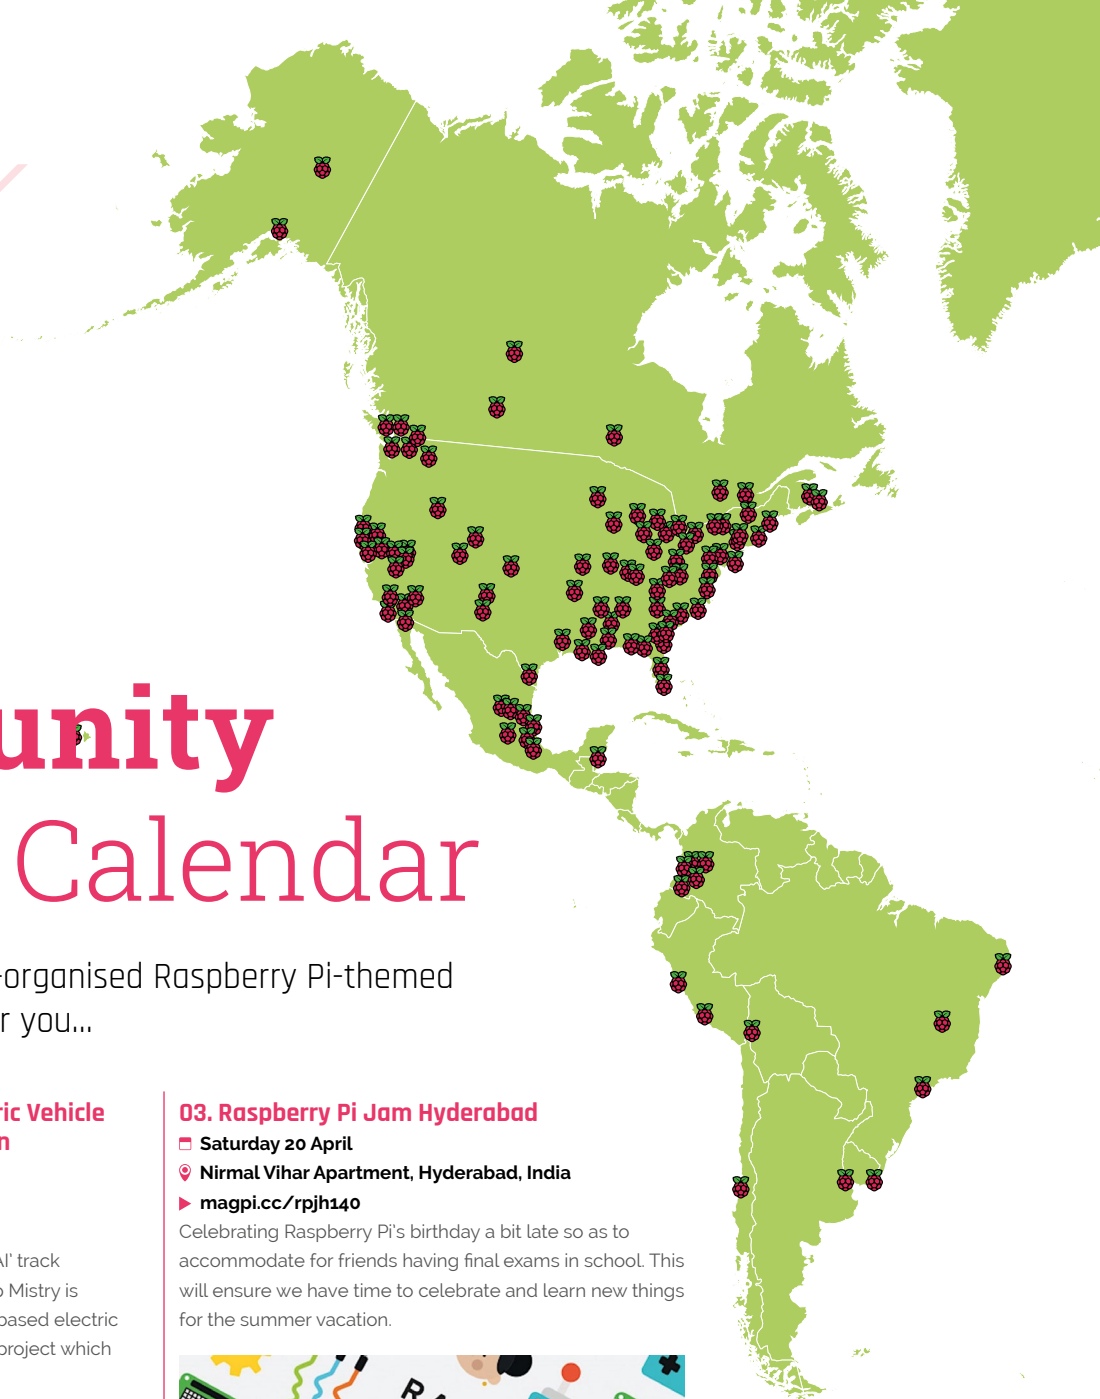 unity
Calendar
-organised Raspberry Pi-themed
r you...
ric Vehicle
n
AI' track
o Mistry is
based electric
project which
03. Raspberry Pi Jam Hyderabad
Saturday 20 April
Nirmal Vihar Apartment, Hyderabad, India
magpi.cc/rpjh140
Celebrating Raspberry Pi's birthday a bit late so as to
accommodate for friends having final exams in school. This
will ensure we have time to celebrate and learn new things
for the summer vacation.